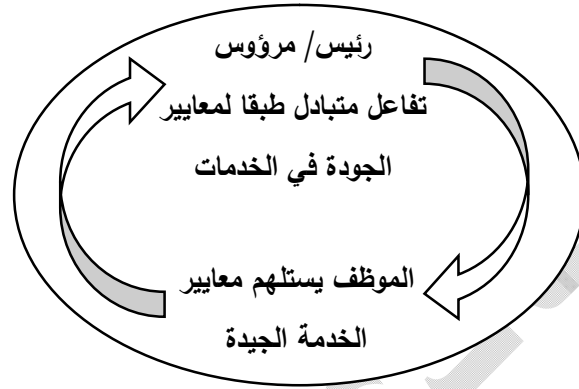 رئيس/ مرؤوس
تفاعل متبادل طبقا لمعايير
الجودة في الخدمات
الموظف يستلهم معايير
الخدمة الجيدة